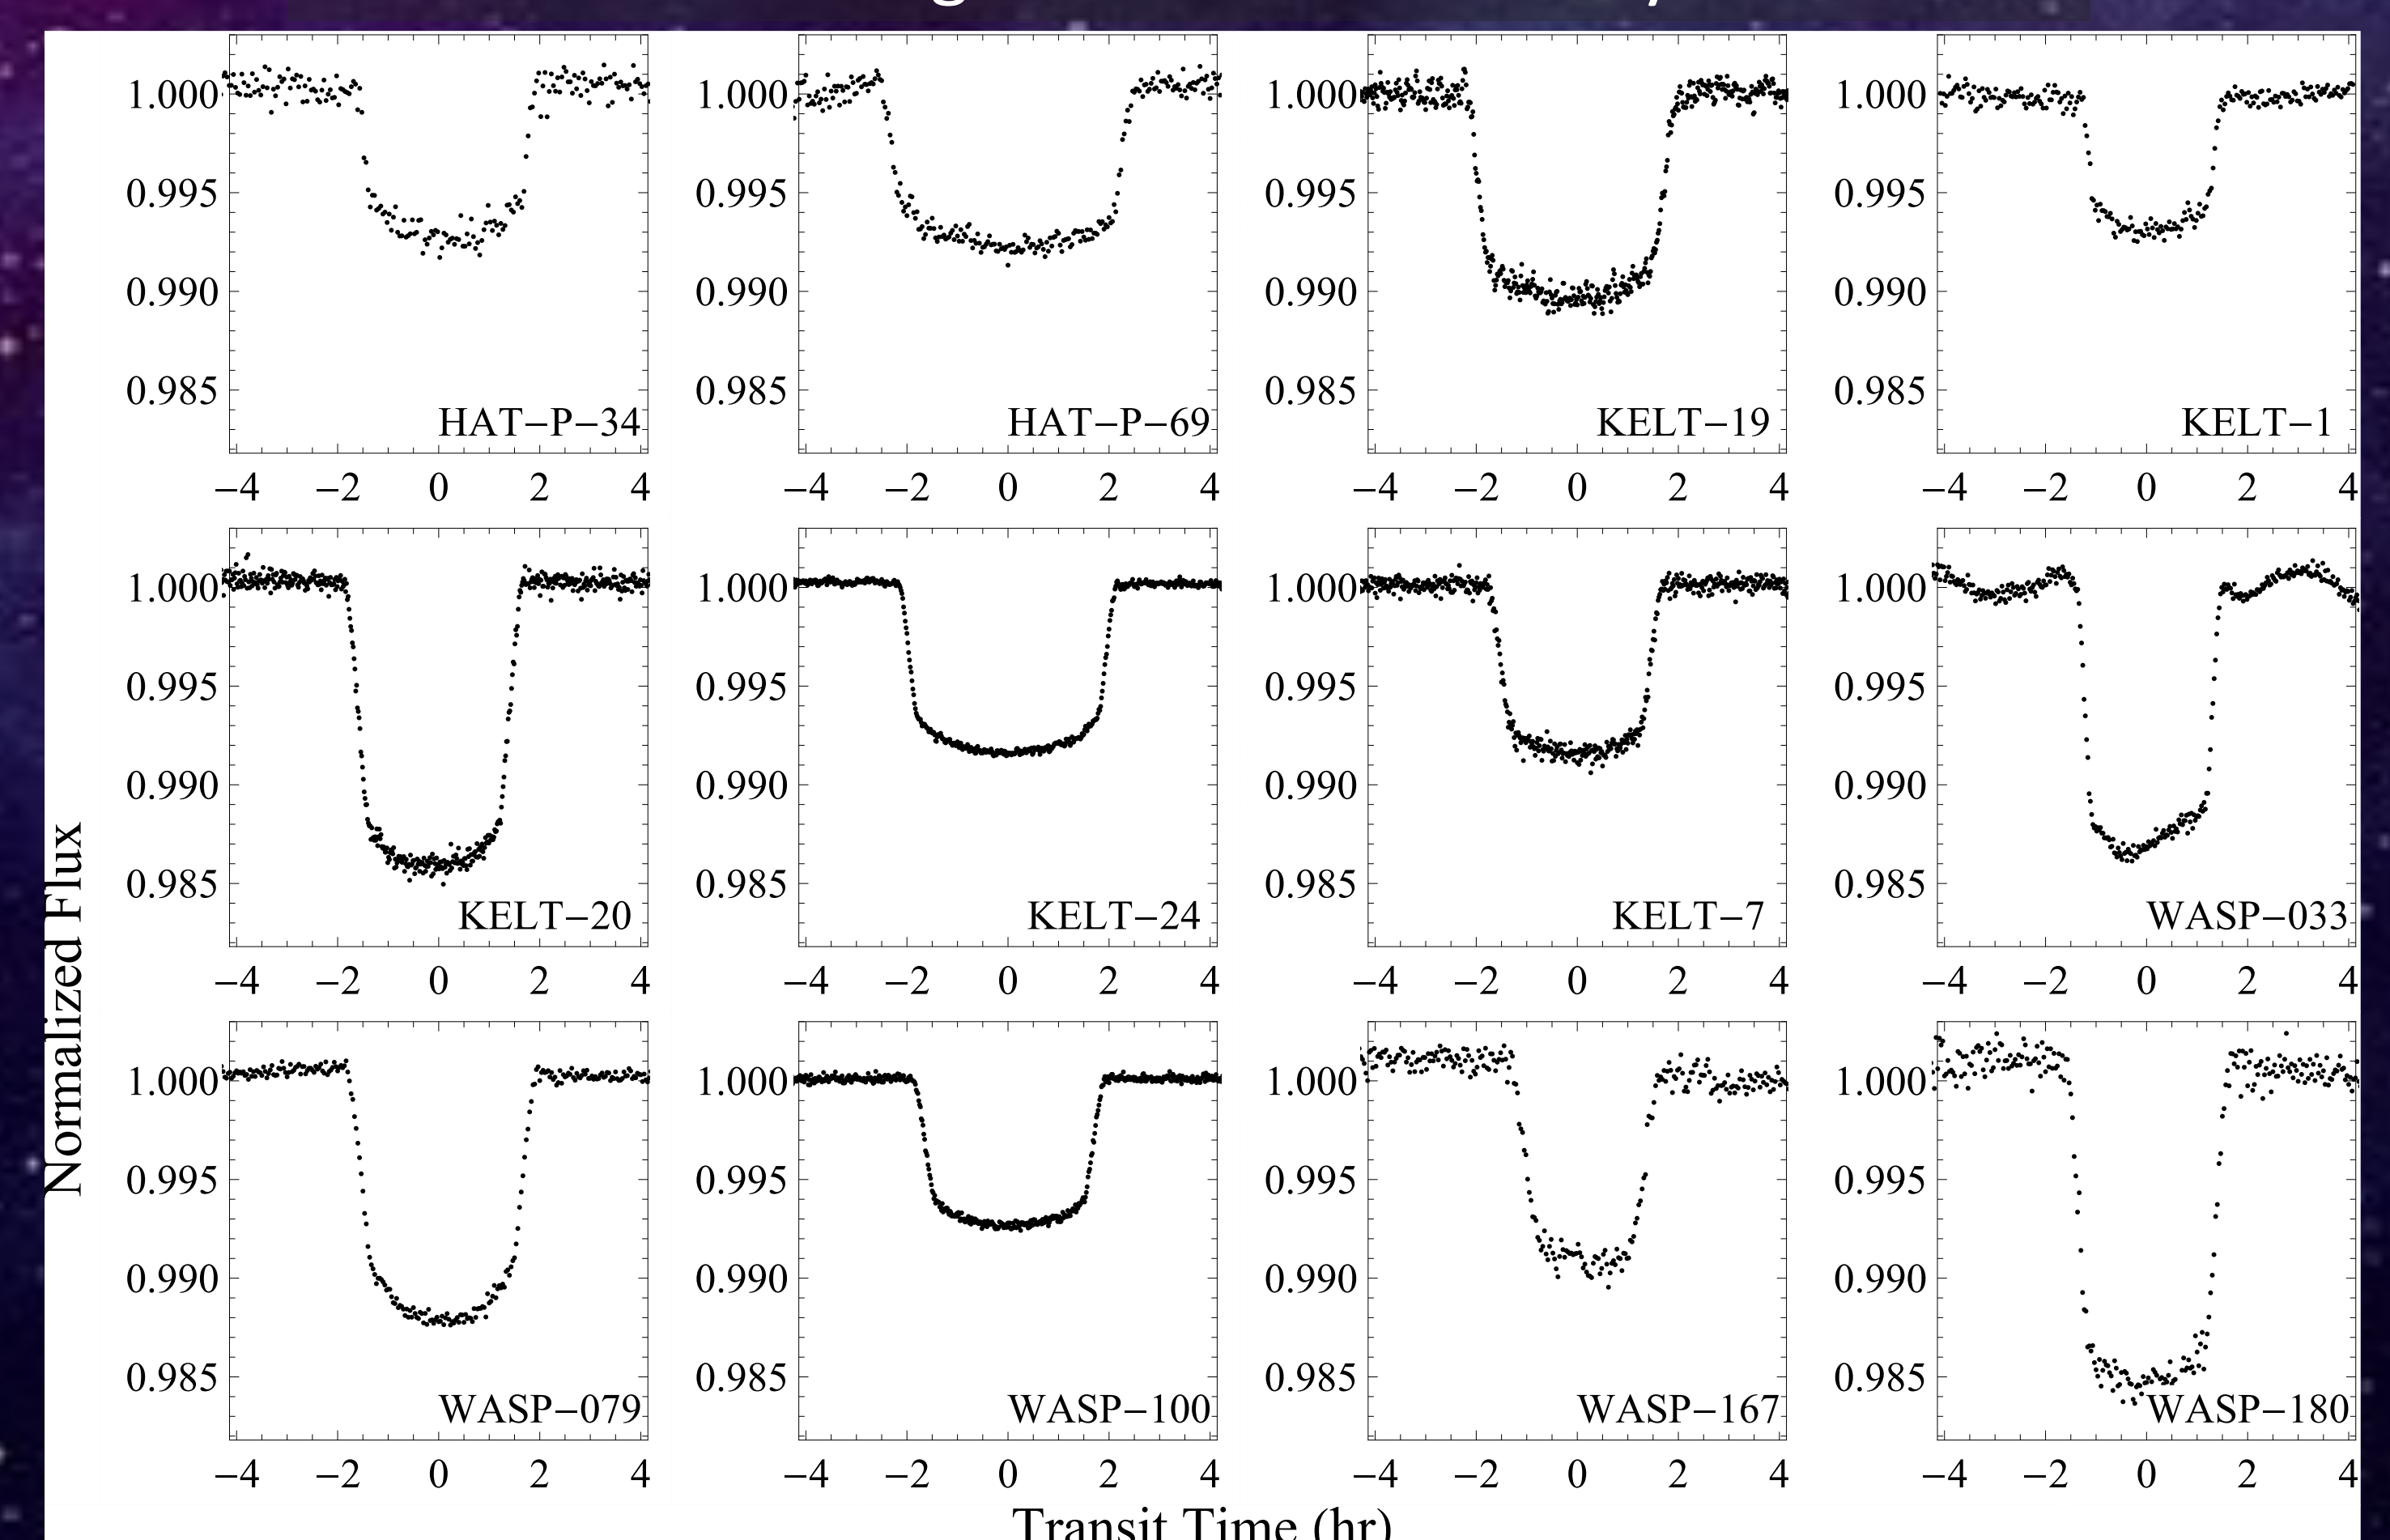 1.000 1.000 1.000 1.000
0.995 0.995 0.995 0.995
0.990 0.990 0.990 0.990
0.985 0.985 0.985 0.985
HAT−P−34 HAT−P−69 KELT−19 KELT−1
−4 −2 0 2 4 −4 −2 0 2 4 −4 −2 0 2 4 −4 −2 0 2 4
1.000 1.000 1.000 1.000
0.995 0.995 0.995 0.995
0.990 0.990 0.990 0.990
0.985 0.985 0.985 0.985
KELT−20 KELT−24 KELT−7 WASP−033
−4 −2 0 2 4 −4 −2 0 2 4 −4 −2 0 2 4 −4 −2 0 2 4
Normalized Flux
1.000 1.000 1.000 1.000
0.995 0.995 0.995 0.995
0.990 0.990 0.990 0.990
0.985 0.985 0.985 0.985
WASP−079 WASP−100 WASP−167 WASP−180
−4 −2 0 2 4 −4 −2 0 2 4 −4 −2 0 2 4 −4 −2 0 2 4
Transit Time (hr)